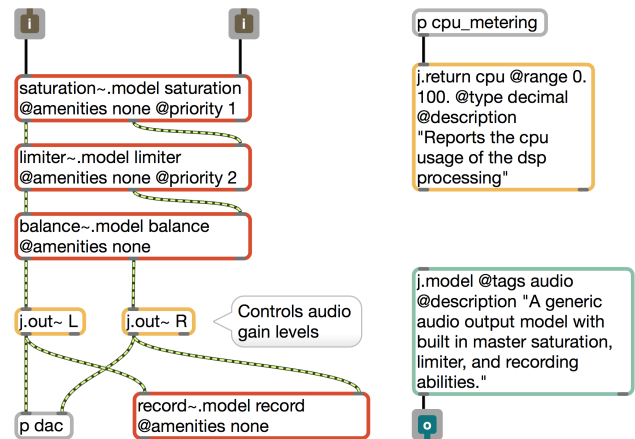 i
i
saturation~.model saturation
@amenities none @priority 1
limiter~.model limiter
@amenities none @priority 2
balance~.model balance
@amenities none
j.out~ L
j.out~ R
Controls audio
gain levels
record~.model record
@amenities none
p dac
p cpu_metering
j.return cpu @range 0.
100. @type decimal
@description
"Reports the cpu
usage of the dsp
processing"
j.model @tags audio
@description "A generic
audio output model with
built in master saturation,
limiter, and recording
abilities."
o